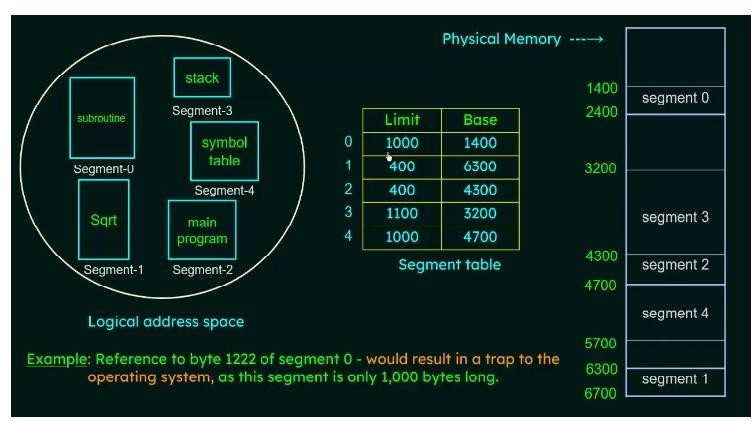 Physical Memory ---→
stack
subroutine
Segment-3
symbol
table
Segment-0
Segment-4
Sqrt
main
program
Segment-1
Segment-2
Logical address space
Limit Base
0 1000 1400
1 400 6300
2 400 4300
3 1100 3200
4 1000 4700
Segment table
1400
segment 0
2400
3200
segment 3
4300
segment 2
4700
segment 4
5700
6300
segment 1
6700
Example: Reference to byte 1222 of segment 0 - would result in a trap to the
operating system, as this segment is only 1,000 bytes long.